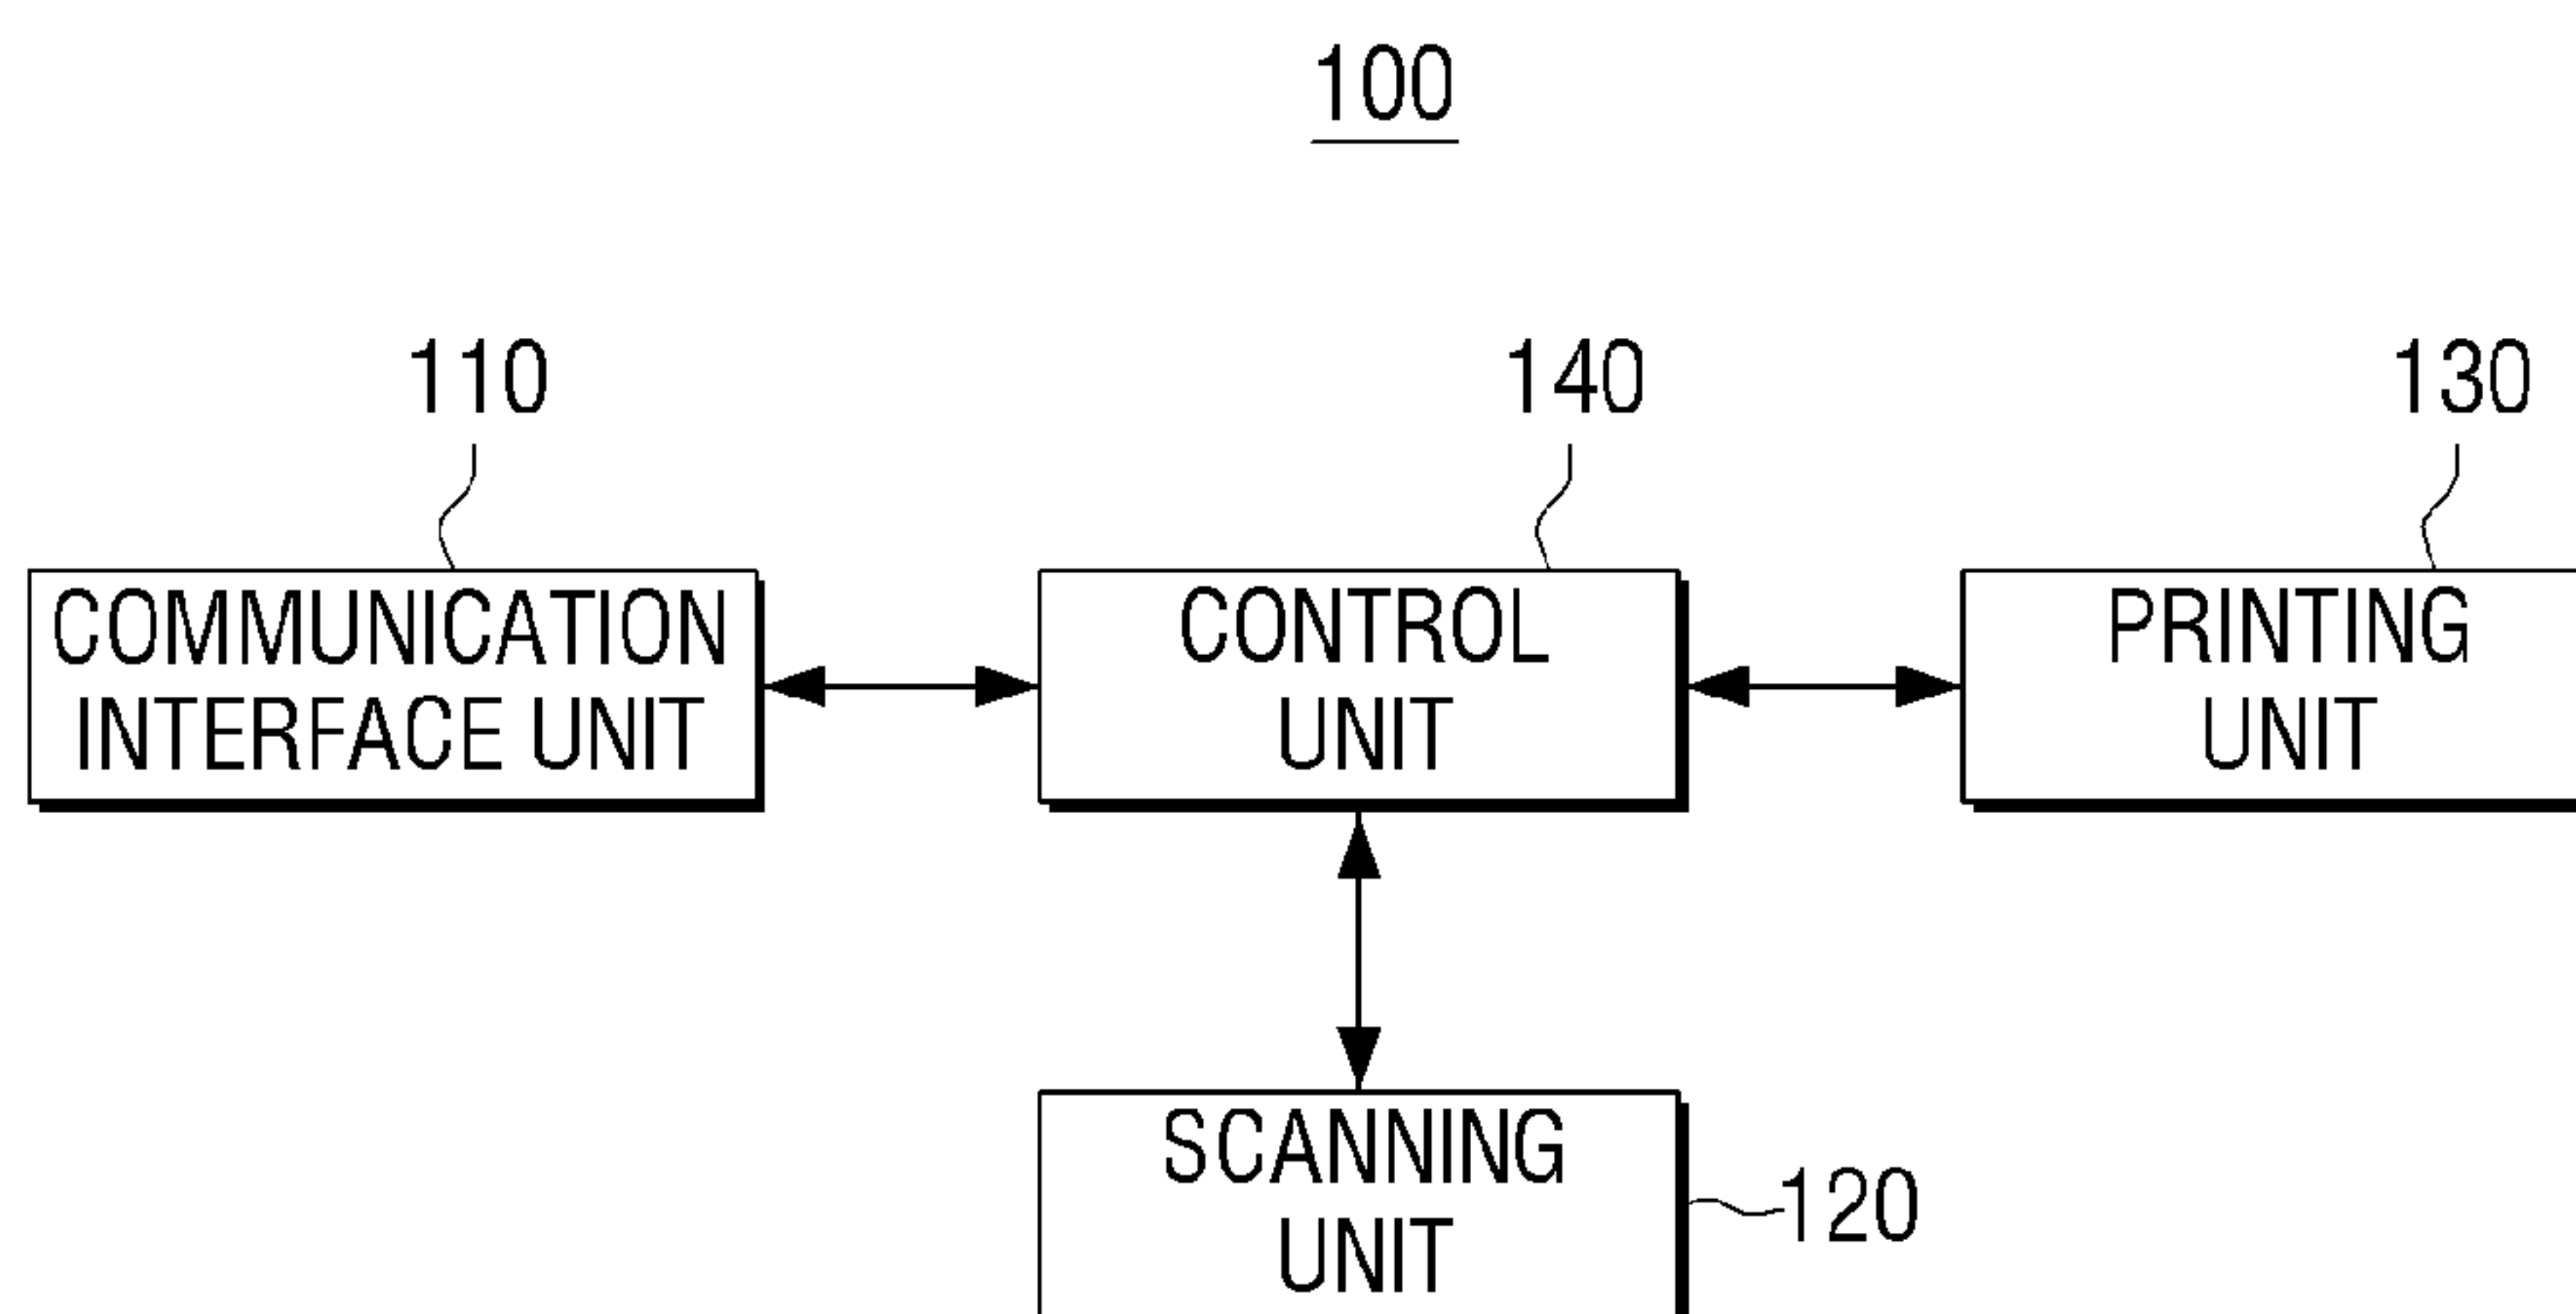 100
110
140
130
COMMUNICATION
INTERFACE UNIT
CONTROL
UNIT
PRINTING
UNIT
SCANNING
UNIT
120